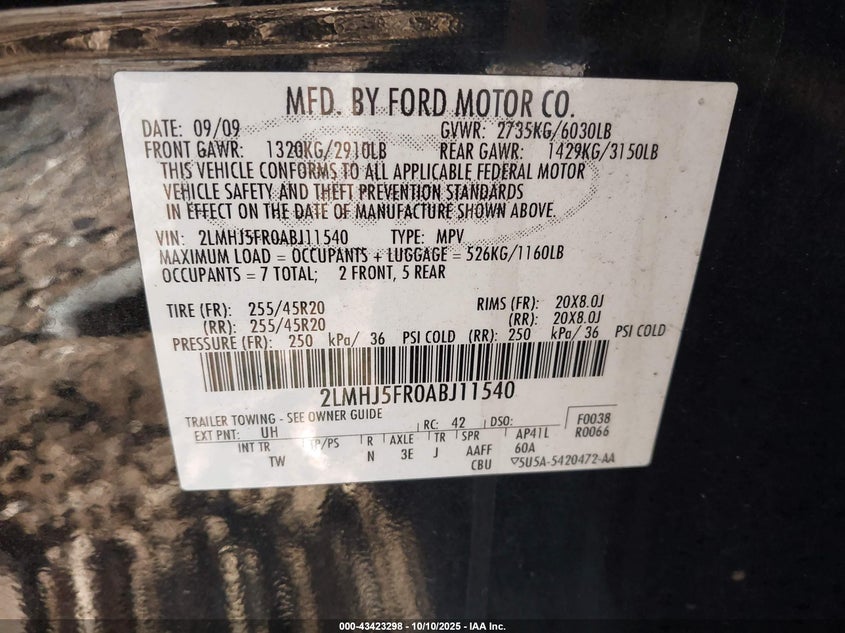 MFD. BY FORD MOTOR CO.
DATE: 09/09 GVWR: 2735KG/6030LB
FRONT GAWR: 1320KG/2910LB REAR GAWR: 1429KG/3150LB
THIS VEHICLE CONFORMS TO ALL APPLICABLE FEDERAL MOTOR
VEHICLE SAFETY AND THEFT PREVENTION STANDARDS
IN EFFECT ON THE DATE OF MANUFACTURE SHOWN ABOVE.
VIN: 2LMHJ5FR0ABJ11540 TYPE: MPV
MAXIMUM LOAD = OCCUPANTS + LUGGAGE = 526KG/1160LB
OCCUPANTS = 7 TOTAL; 2 FRONT, 5 REAR
TIRE (FR): 255/45R20 RIMS (FR): 20X8.0J
(RR): 255/45R20 (RR): 20X8.0J
PRESSURE (FR): 250 kPa/ 36 PSI COLD (RR): 250 kPa/ 36 PSI COLD
2LMHJ5FR0ABJ11540
TRAILER TOWING - SEE OWNER GUIDE
EXT PNT: UH RC: 42 DSO: F0038
R0066
INT TR TP/PS R AXLE TR SPR AP41L
TW N 3E J AAFF 60A
CBU 5U5A-5420472-AA
000-43423298 - 10/10/2025 - IAA Inc.